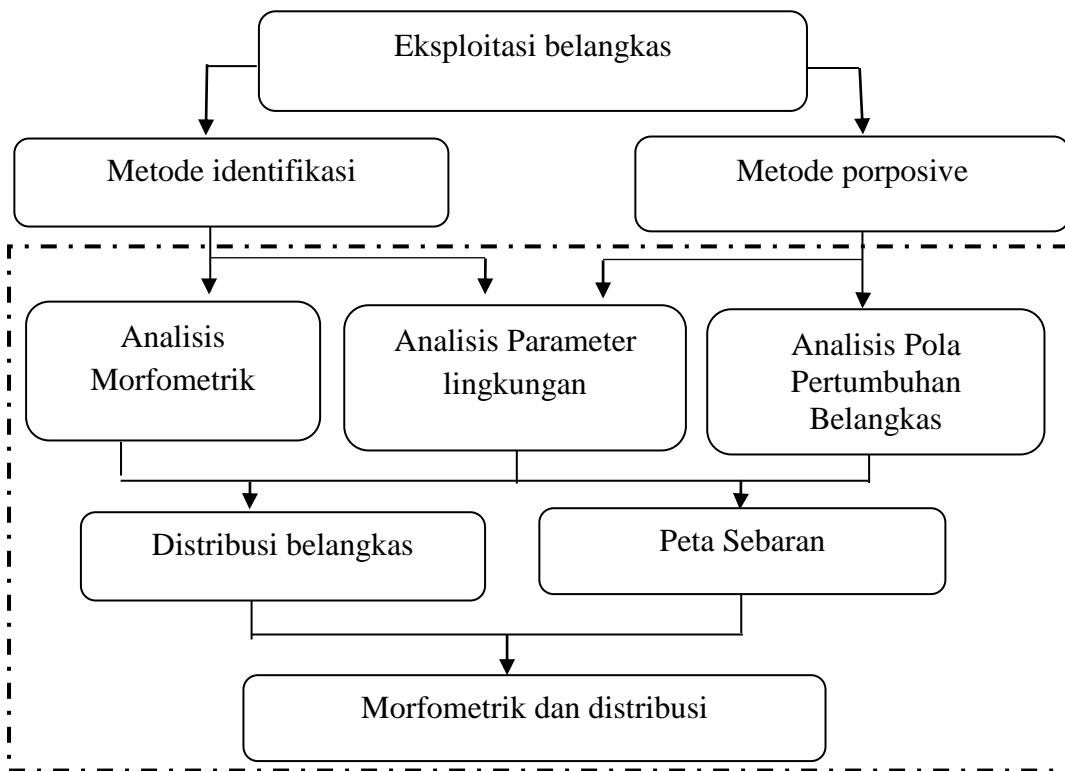 Eksploitasi belangkas
Metode identifikasi
Metode porposive
Analisis
Morfometrik
Analisis Parameter
lingkungan
Analisis Pola
Pertumbuhan
Belangkas
Distribusi belangkas
Peta Sebaran
Morfometrik dan distribusi